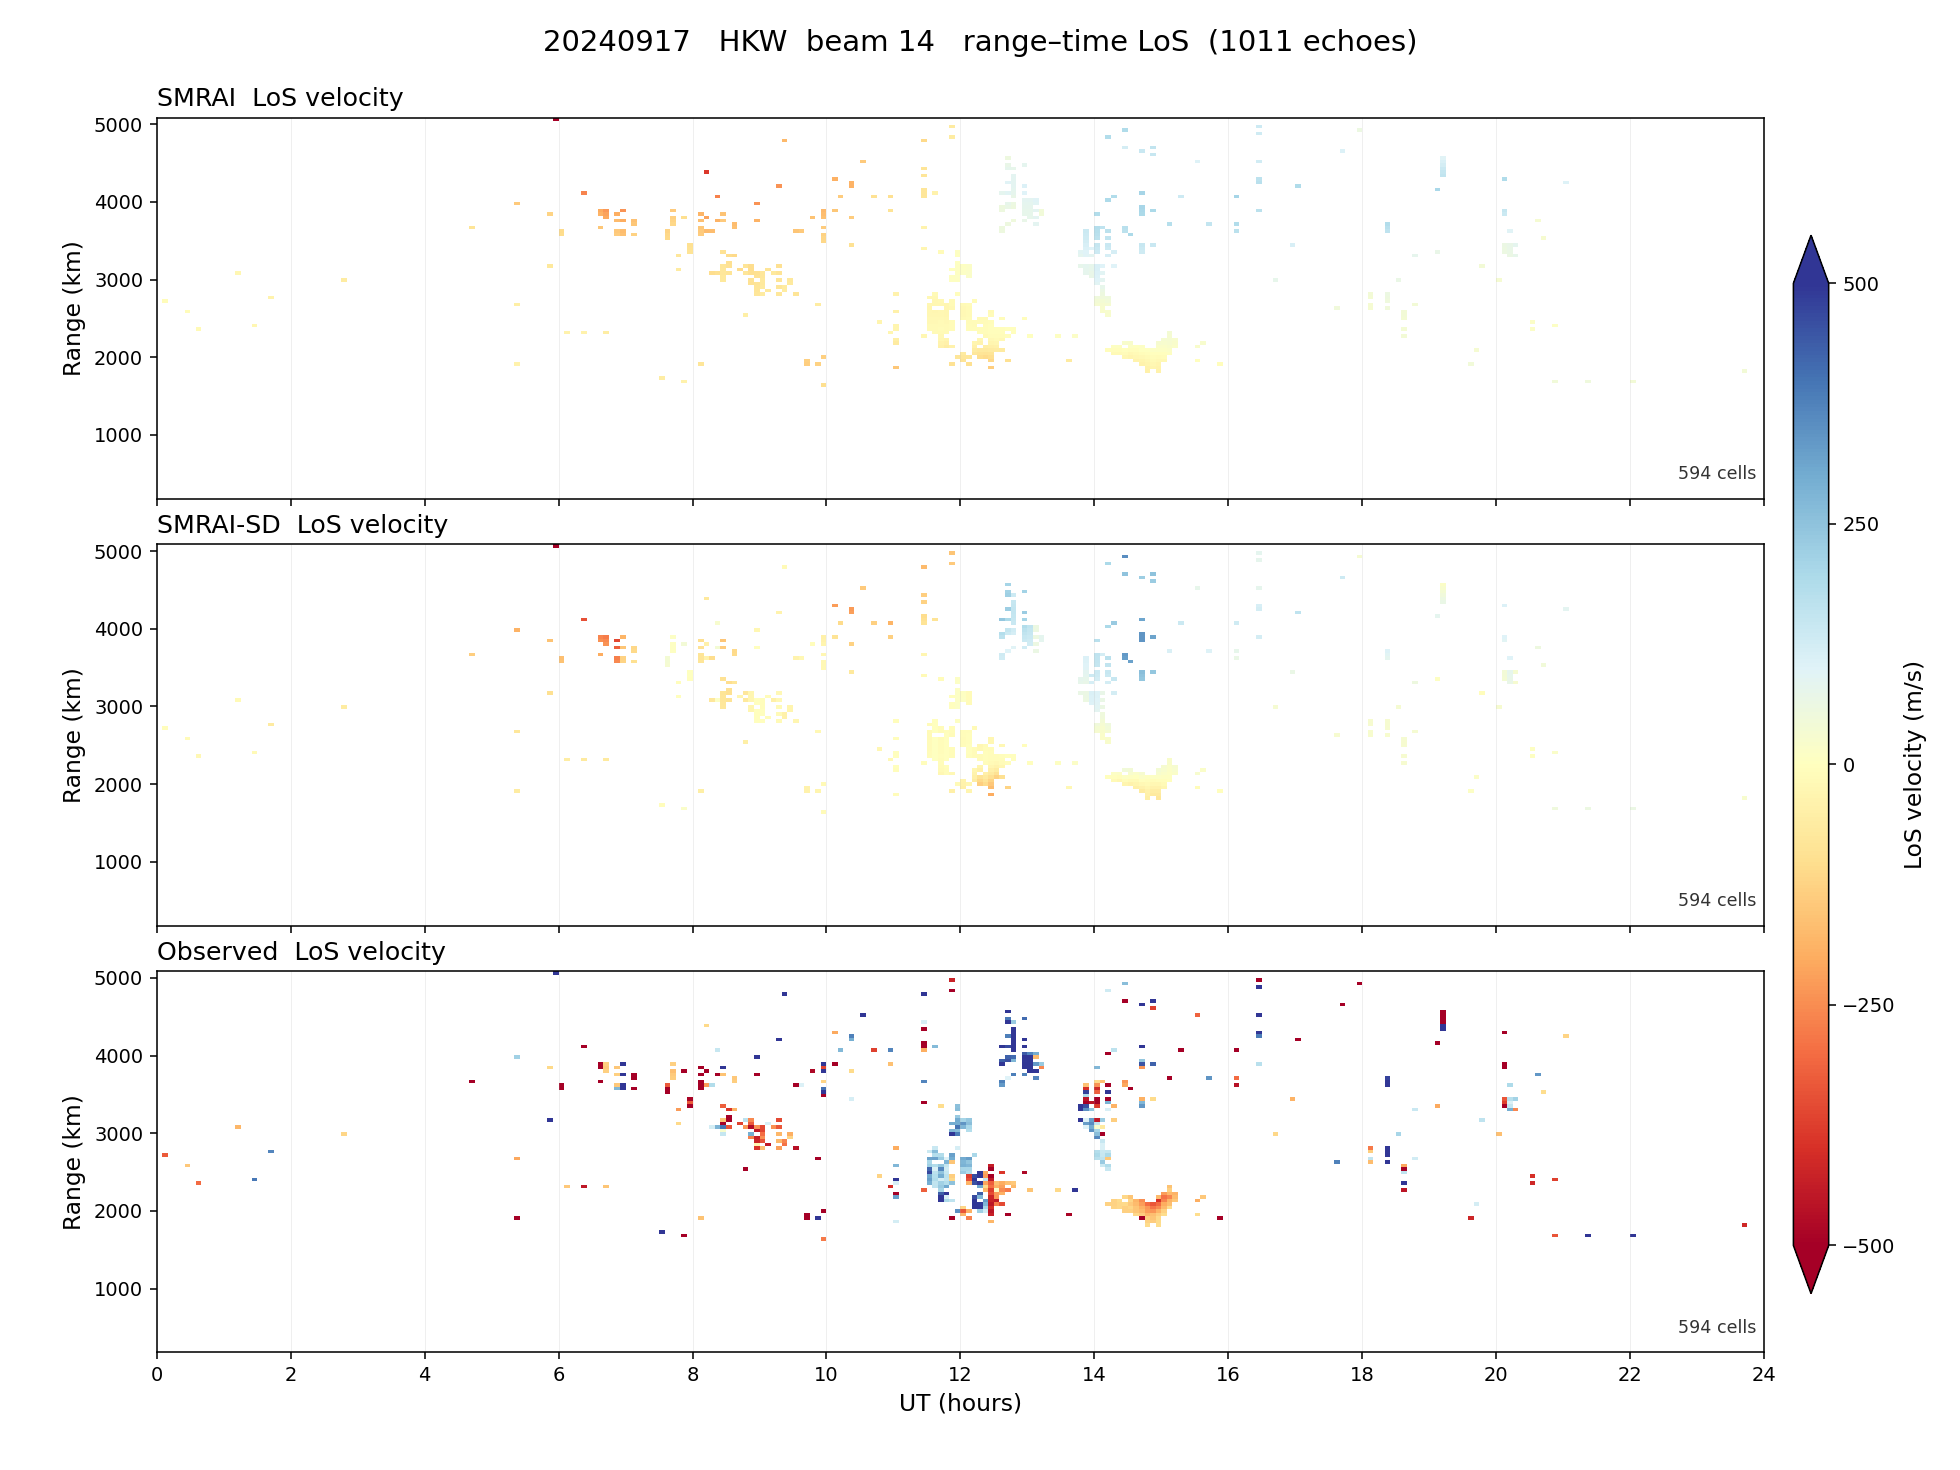 20240917   HKW  beam 14   range–time LoS  (1011 echoes)
SMRAI  LoS velocity
5000
4000
3000
2000
1000
Range (km)
594 cells
SMRAI-SD  LoS velocity
5000
4000
3000
2000
1000
Range (km)
594 cells
Observed  LoS velocity
5000
4000
3000
2000
1000
Range (km)
594 cells
0 2 4 6 8 10 12 14 16 18 20 22 24
UT (hours)
500
250
0
−250
−500
LoS velocity (m/s)